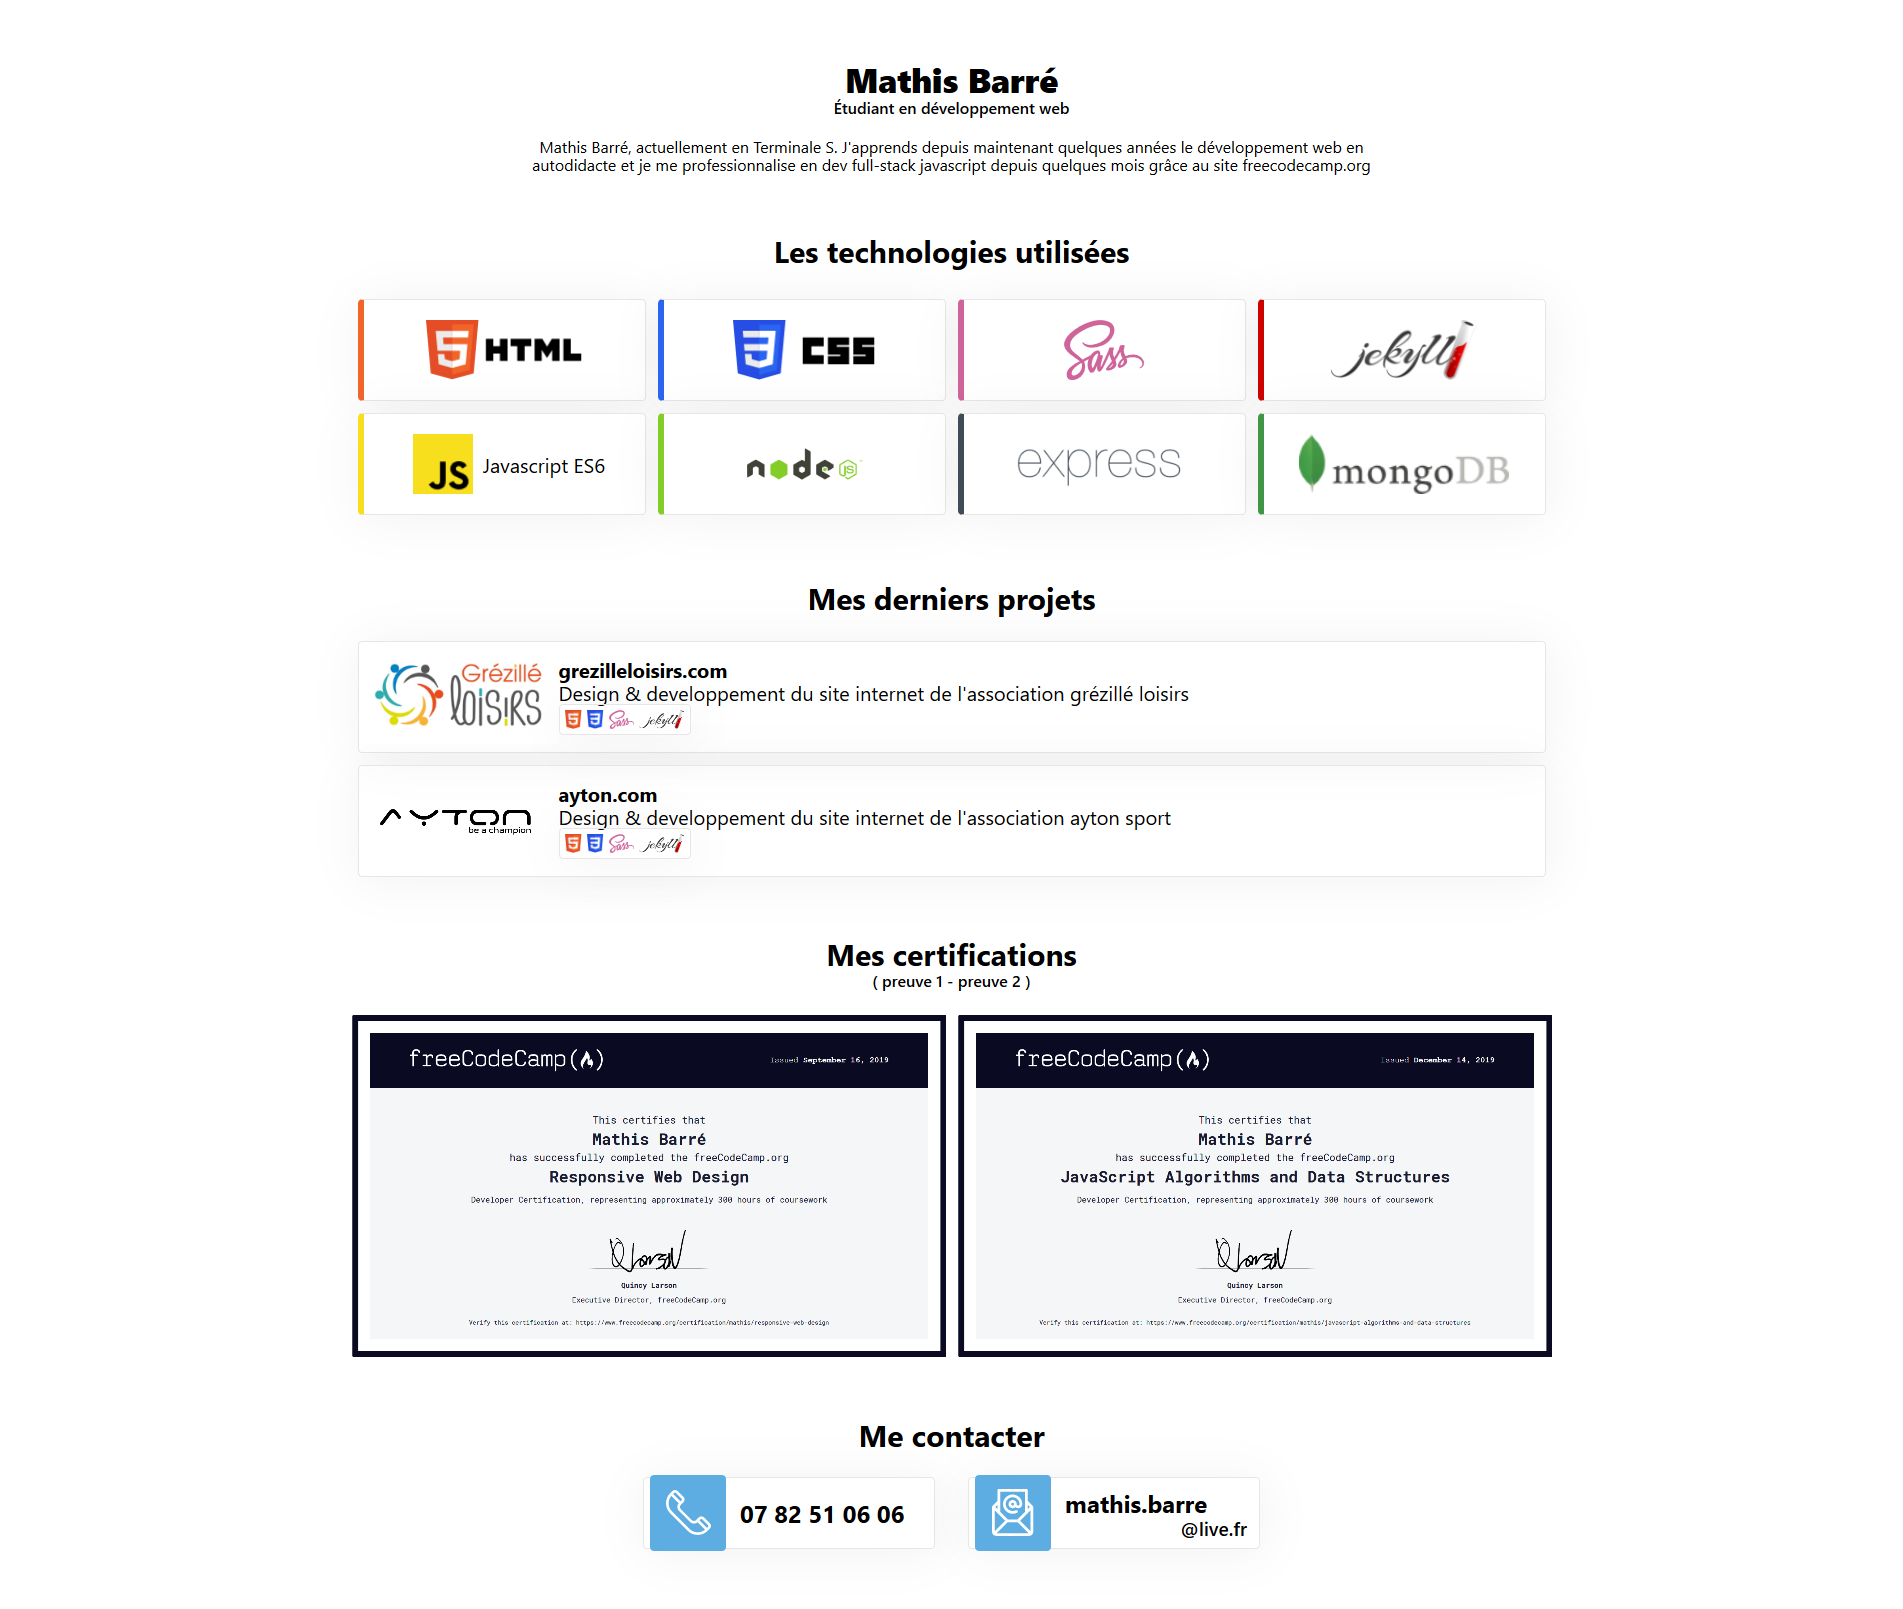 Mathis Barré
Étudiant en développement web
Mathis Barré, actuellement en Terminale S. J'apprends depuis maintenant quelques années le développement web en
autodidacte et je me professionnalise en dev full-stack javascript depuis quelques mois grâce au site freecodecamp.org
Les technologies utilisées
HTML
CSS
Sass
jekyll
JS Javascript ES6
node JS
express
mongoDB
Mes derniers projets
Grézillé
loisirs
grezilleloisirs.com
Design & developpement du site internet de l'association grézillé loisirs
Sass jekyll
AYTON
be a champion
ayton.com
Design & developpement du site internet de l'association ayton sport
Sass jekyll
Mes certifications
( preuve 1 - preuve 2 )
freeCodeCamp Issued September 16, 2019
This certifies that
Mathis Barré
has successfully completed the freeCodeCamp.org
Responsive Web Design
Developer Certification, representing approximately 300 hours of coursework
Quincy Larson
Executive Director, freeCodeCamp.org
Verify this certification at: https://www.freecodecamp.org/certification/mathis/responsive-web-design
freeCodeCamp Issued December 14, 2019
This certifies that
Mathis Barré
has successfully completed the freeCodeCamp.org
JavaScript Algorithms and Data Structures
Developer Certification, representing approximately 300 hours of coursework
Quincy Larson
Executive Director, freeCodeCamp.org
Verify this certification at: https://www.freecodecamp.org/certification/mathis/javascript-algorithms-and-data-structures
Me contacter
07 82 51 06 06
mathis.barre
@live.fr